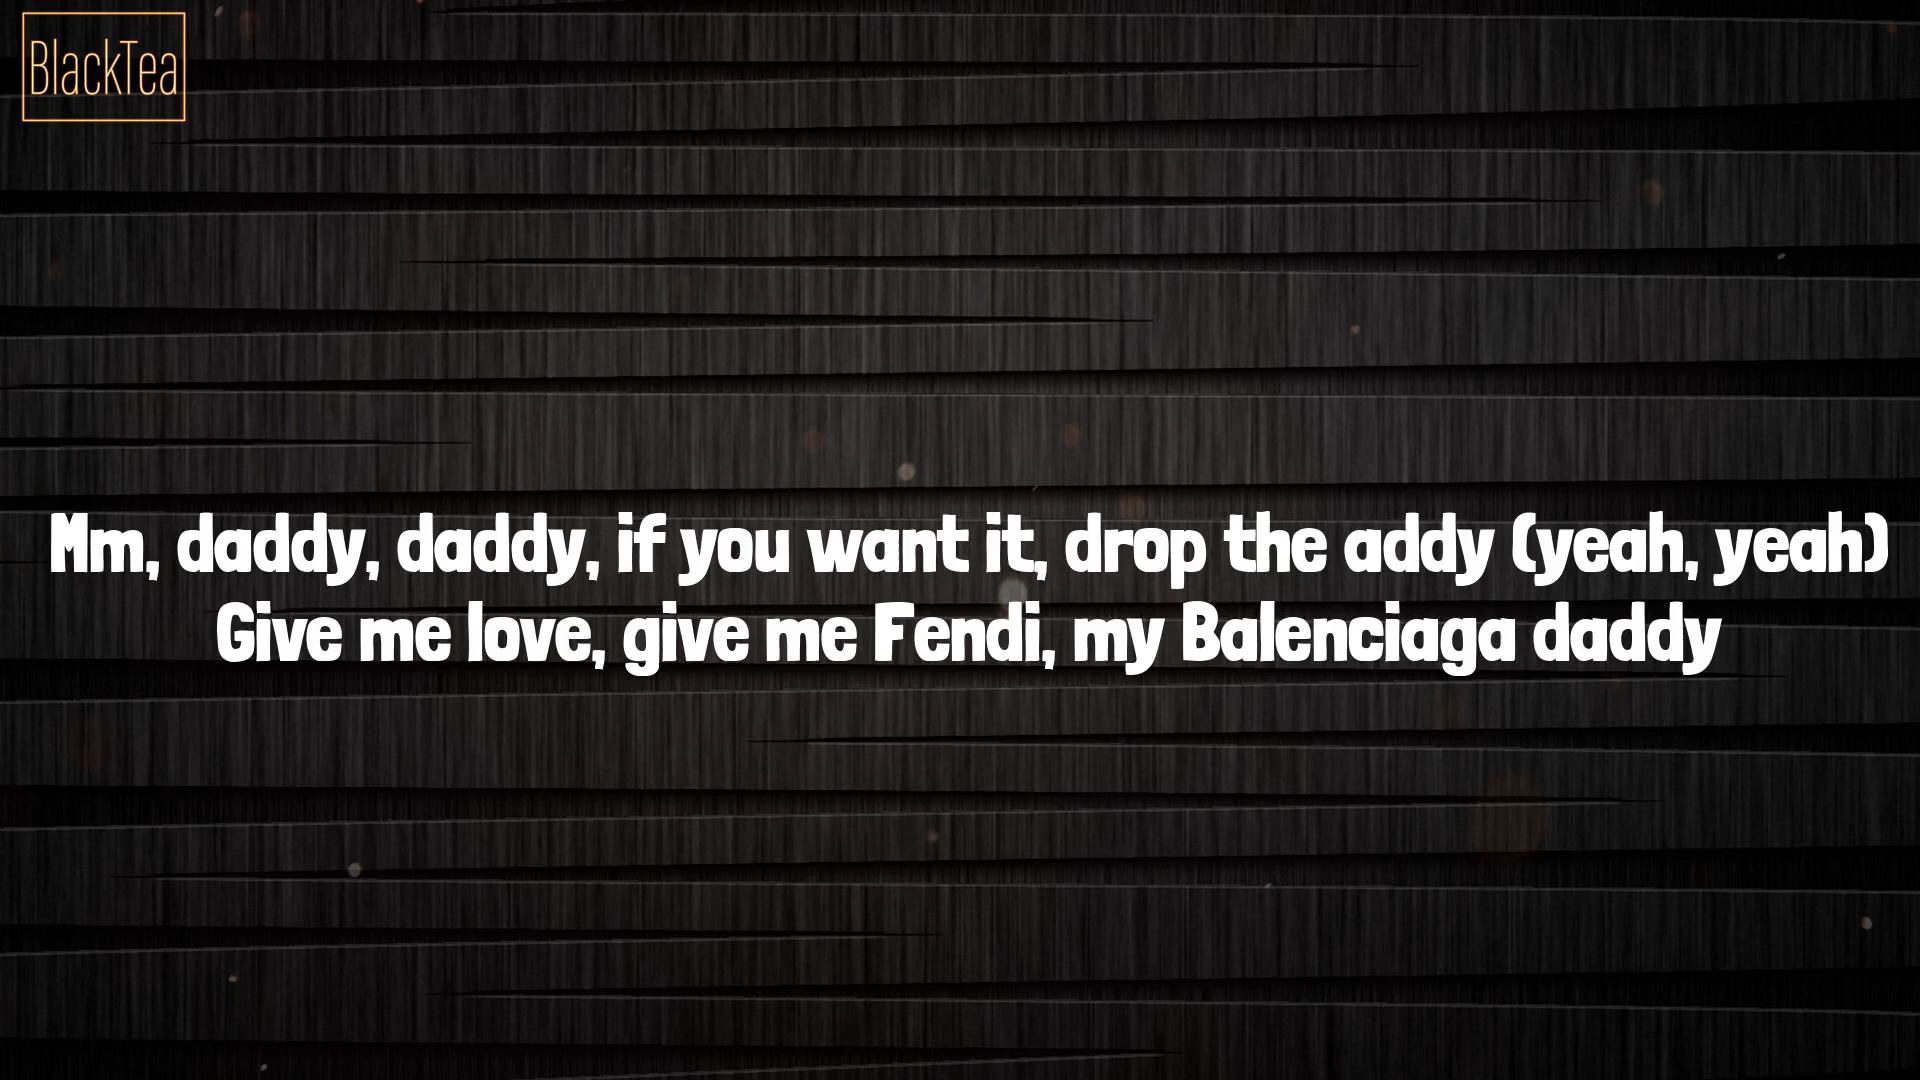 BlackTea
Mm, daddy, daddy, if you want it, drop the addy (yeah, yeah)
Give me love, give me Fendi, my Balenciaga daddy